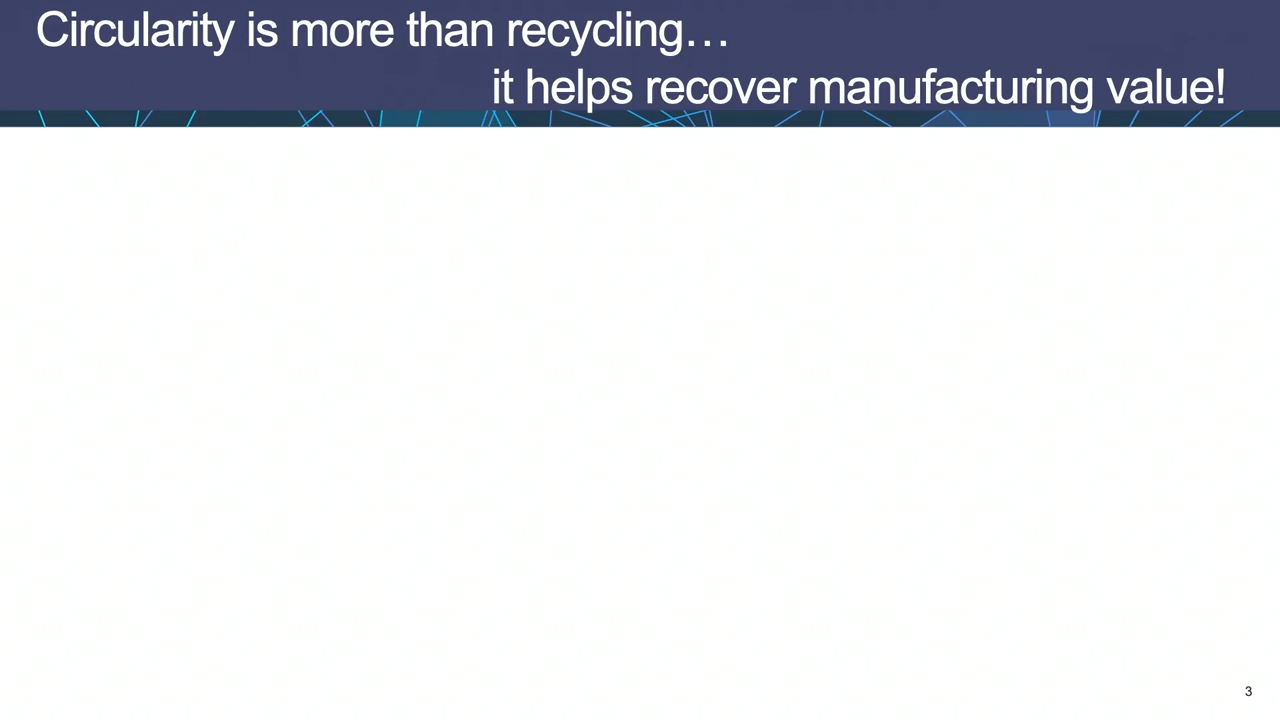 Circularity is more than recycling…
it helps recover manufacturing value!
3